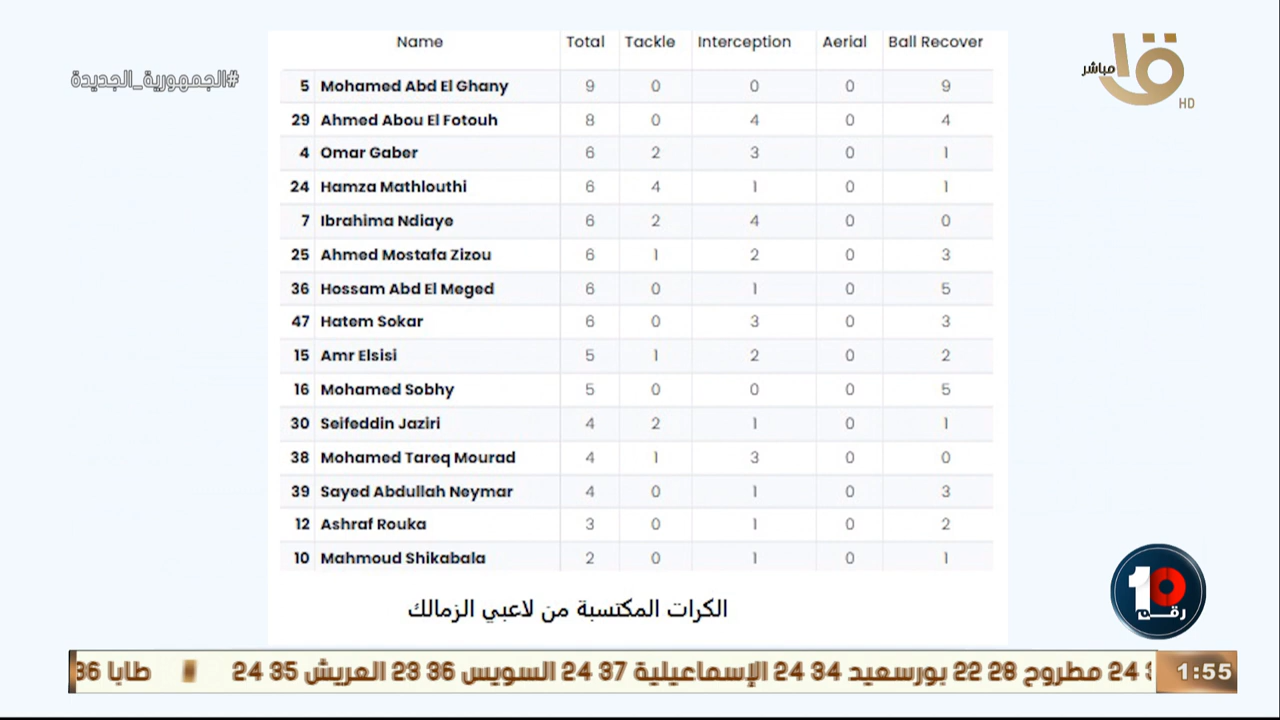 Name Total Tackle Interception Aerial Ball Recover
#الجمهورية_الجديدة
مباشر
HD
5 Mohamed Abd El Ghany 9 0 0 0 9
29 Ahmed Abou El Fotouh 8 0 4 0 4
4 Omar Gaber 6 2 3 0 1
24 Hamza Mathlouthi 6 4 1 0 1
7 Ibrahima Ndiaye 6 2 4 0 0
25 Ahmed Mostafa Zizou 6 1 2 0 3
36 Hossam Abd El Meged 6 0 1 0 5
47 Hatem Sokar 6 0 3 0 3
15 Amr Elsisi 5 1 2 0 2
16 Mohamed Sobhy 5 0 0 0 5
30 Seifeddin Jaziri 4 2 1 0 1
38 Mohamed Tareq Mourad 4 1 3 0 0
39 Sayed Abdullah Neymar 4 0 1 0 3
12 Ashraf Rouka 3 0 1 0 2
10 Mahmoud Shikabala 2 0 1 0 1
الكرات المكتسبة من لاعبي الزمالك
10
رقم
24 مطروح 28 22 بورسعيد 34 24 الإسماعيلية 37 24 السويس 36 23 العريش 35 24 طابا 36
1:55